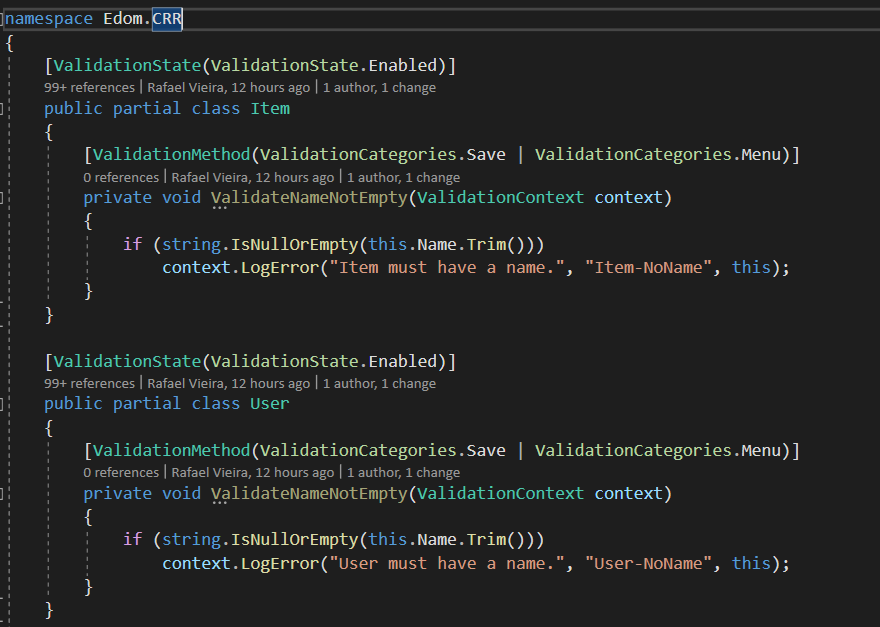 namespace Edom.CRR
{
[ValidationState(ValidationState.Enabled)]
99+ references | Rafael Vieira, 12 hours ago | 1 author, 1 change
public partial class Item
{
[ValidationMethod(ValidationCategories.Save | ValidationCategories.Menu)]
0 references | Rafael Vieira, 12 hours ago | 1 author, 1 change
private void ValidateNameNotEmpty(ValidationContext context)
{
if (string.IsNullOrEmpty(this.Name.Trim()))
context.LogError("Item must have a name.", "Item-NoName", this);
}
}
[ValidationState(ValidationState.Enabled)]
99+ references | Rafael Vieira, 12 hours ago | 1 author, 1 change
public partial class User
{
[ValidationMethod(ValidationCategories.Save | ValidationCategories.Menu)]
0 references | Rafael Vieira, 12 hours ago | 1 author, 1 change
private void ValidateNameNotEmpty(ValidationContext context)
{
if (string.IsNullOrEmpty(this.Name.Trim()))
context.LogError("User must have a name.", "User-NoName", this);
}
}